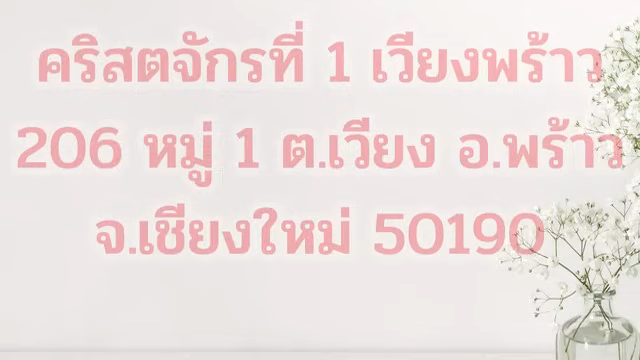 คริสตจักรที่ 1 เวียงพร้าว
206 หมู่ 1 ต.เวียง อ.พร้าว
จ.เชียงใหม่ 50190